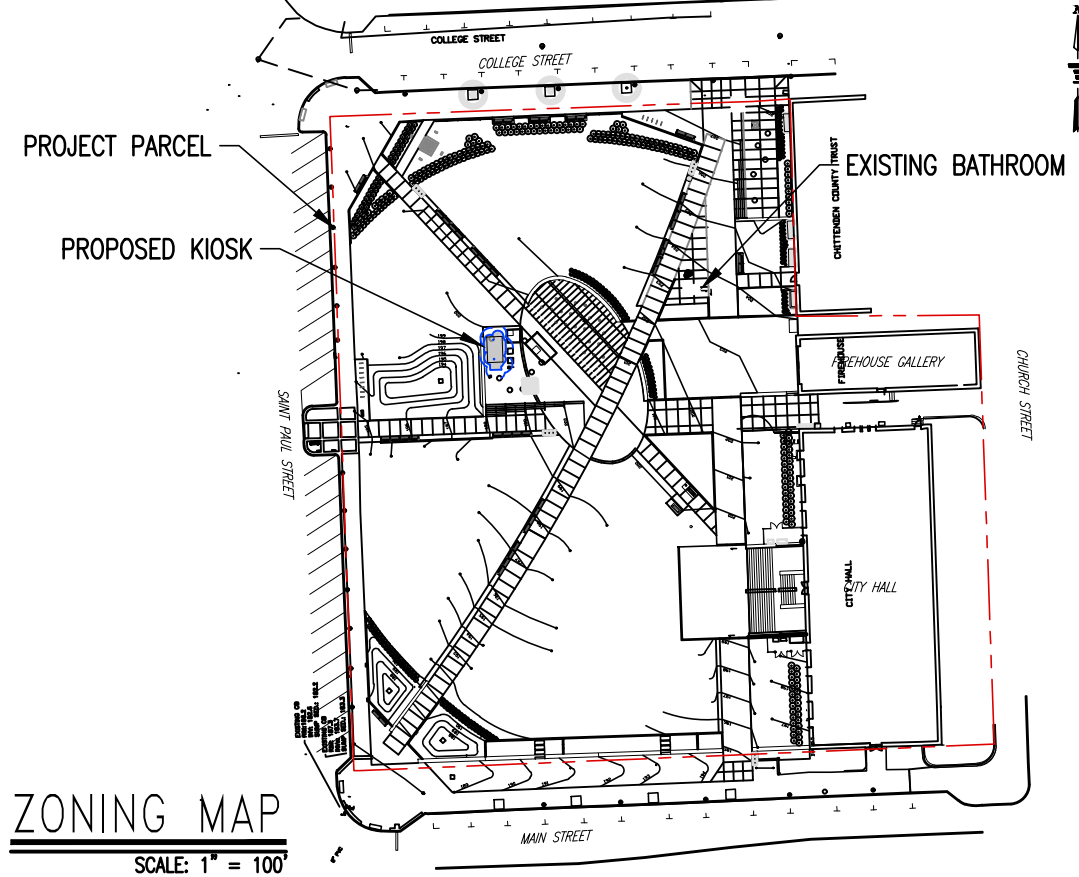 N
COLLEGE STREET
COLLEGE STREET
PROJECT PARCEL
EXISTING BATHROOM
CHITTENDEN COUNTY TRUST
PROPOSED KIOSK
FIREHOUSE
FIREHOUSE GALLERY
CHURCH STREET
SAINT PAUL STREET
CITY HALL
CITY HALL
MAIN STREET
ZONING MAP
SCALE: 1" = 100'